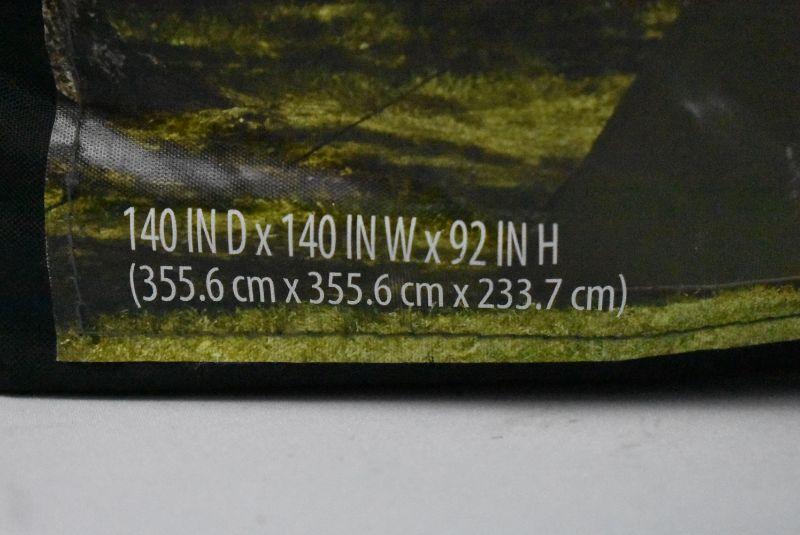 140 IN D x 140 IN W x 92 IN H
(355.6 cm x 355.6 cm x 233.7 cm)